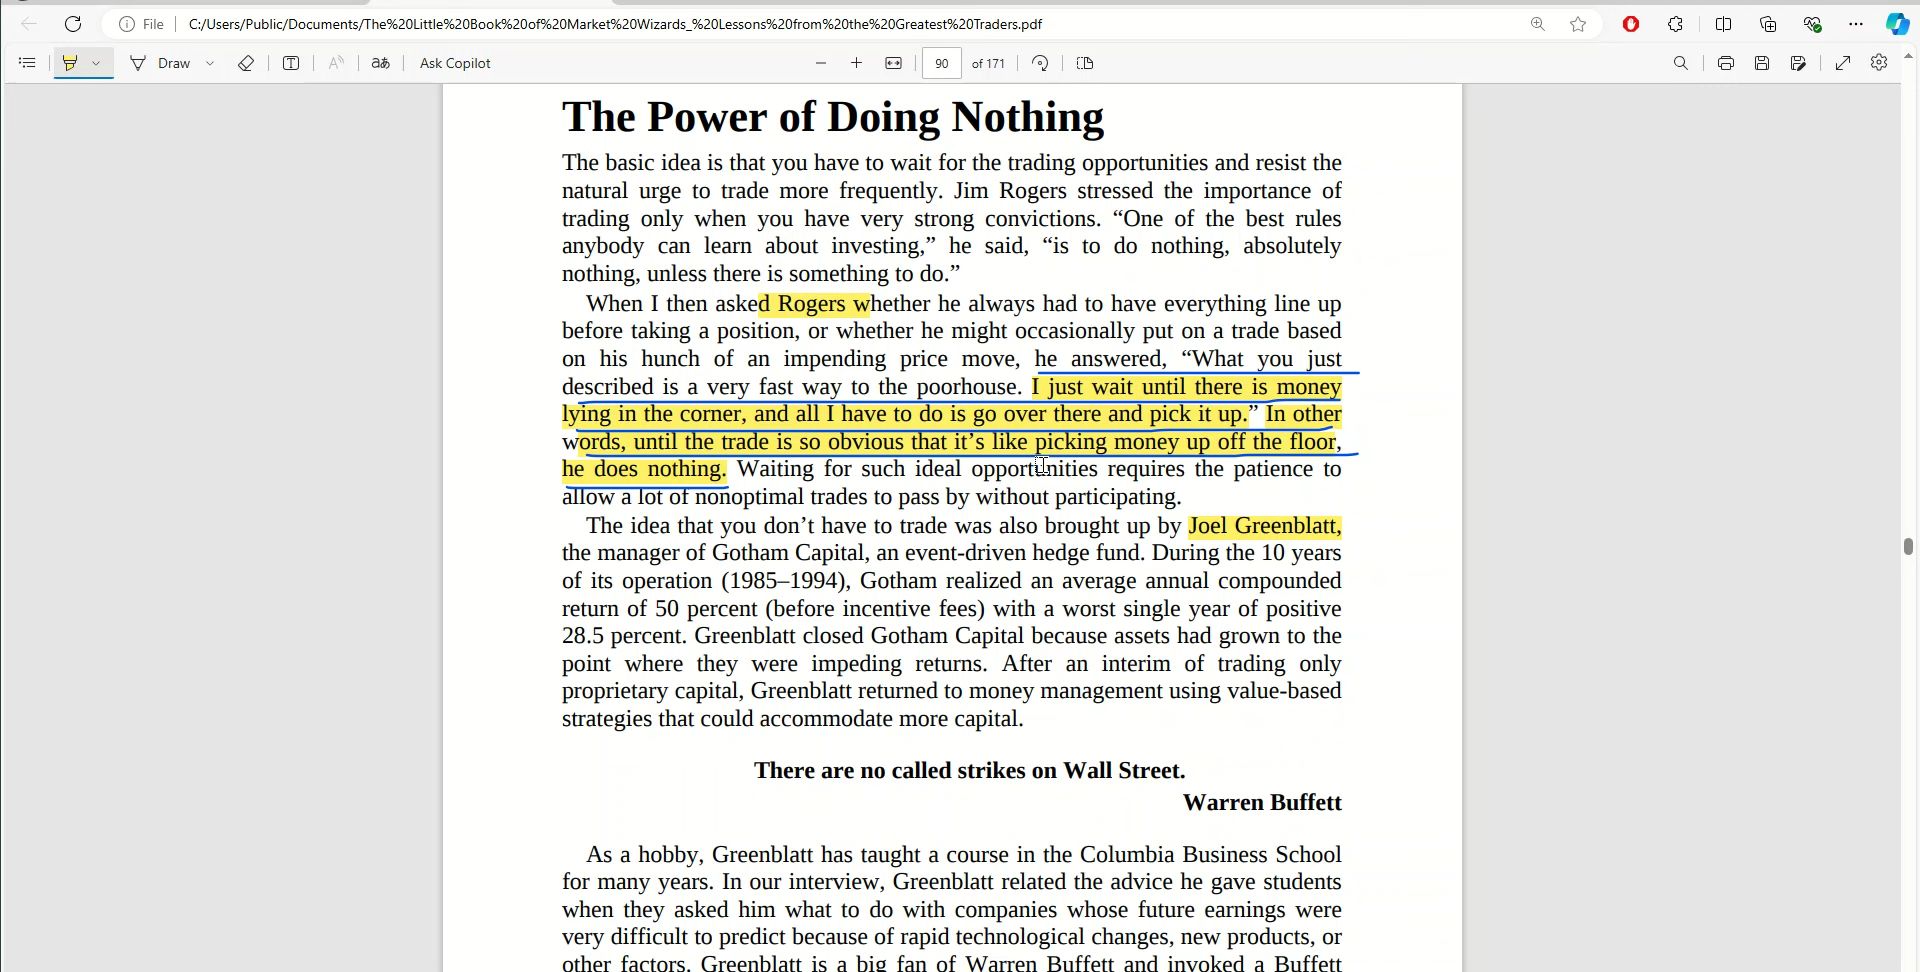 File C:/Users/Public/Documents/The%20Little%20Book%20of%20Market%20Wizards_%20Lessons%20from%20the%20Greatest%20Traders.pdf
Draw aあ Ask Copilot 90 of 171
The Power of Doing Nothing
The basic idea is that you have to wait for the trading opportunities and resist the
natural urge to trade more frequently. Jim Rogers stressed the importance of
trading only when you have very strong convictions. “One of the best rules
anybody can learn about investing,” he said, “is to do nothing, absolutely
nothing, unless there is something to do.”
When I then asked Rogers whether he always had to have everything line up
before taking a position, or whether he might occasionally put on a trade based
on his hunch of an impending price move, he answered, “What you just
described is a very fast way to the poorhouse. I just wait until there is money
lying in the corner, and all I have to do is go over there and pick it up.” In other
words, until the trade is so obvious that it’s like picking money up off the floor,
he does nothing. Waiting for such ideal opportunities requires the patience to
allow a lot of nonoptimal trades to pass by without participating.
The idea that you don’t have to trade was also brought up by Joel Greenblatt,
the manager of Gotham Capital, an event-driven hedge fund. During the 10 years
of its operation (1985–1994), Gotham realized an average annual compounded
return of 50 percent (before incentive fees) with a worst single year of positive
28.5 percent. Greenblatt closed Gotham Capital because assets had grown to the
point where they were impeding returns. After an interim of trading only
proprietary capital, Greenblatt returned to money management using value-based
strategies that could accommodate more capital.
There are no called strikes on Wall Street.
Warren Buffett
As a hobby, Greenblatt has taught a course in the Columbia Business School
for many years. In our interview, Greenblatt related the advice he gave students
when they asked him what to do with companies whose future earnings were
very difficult to predict because of rapid technological changes, new products, or
other factors. Greenblatt is a big fan of Warren Buffett and invoked a Buffett